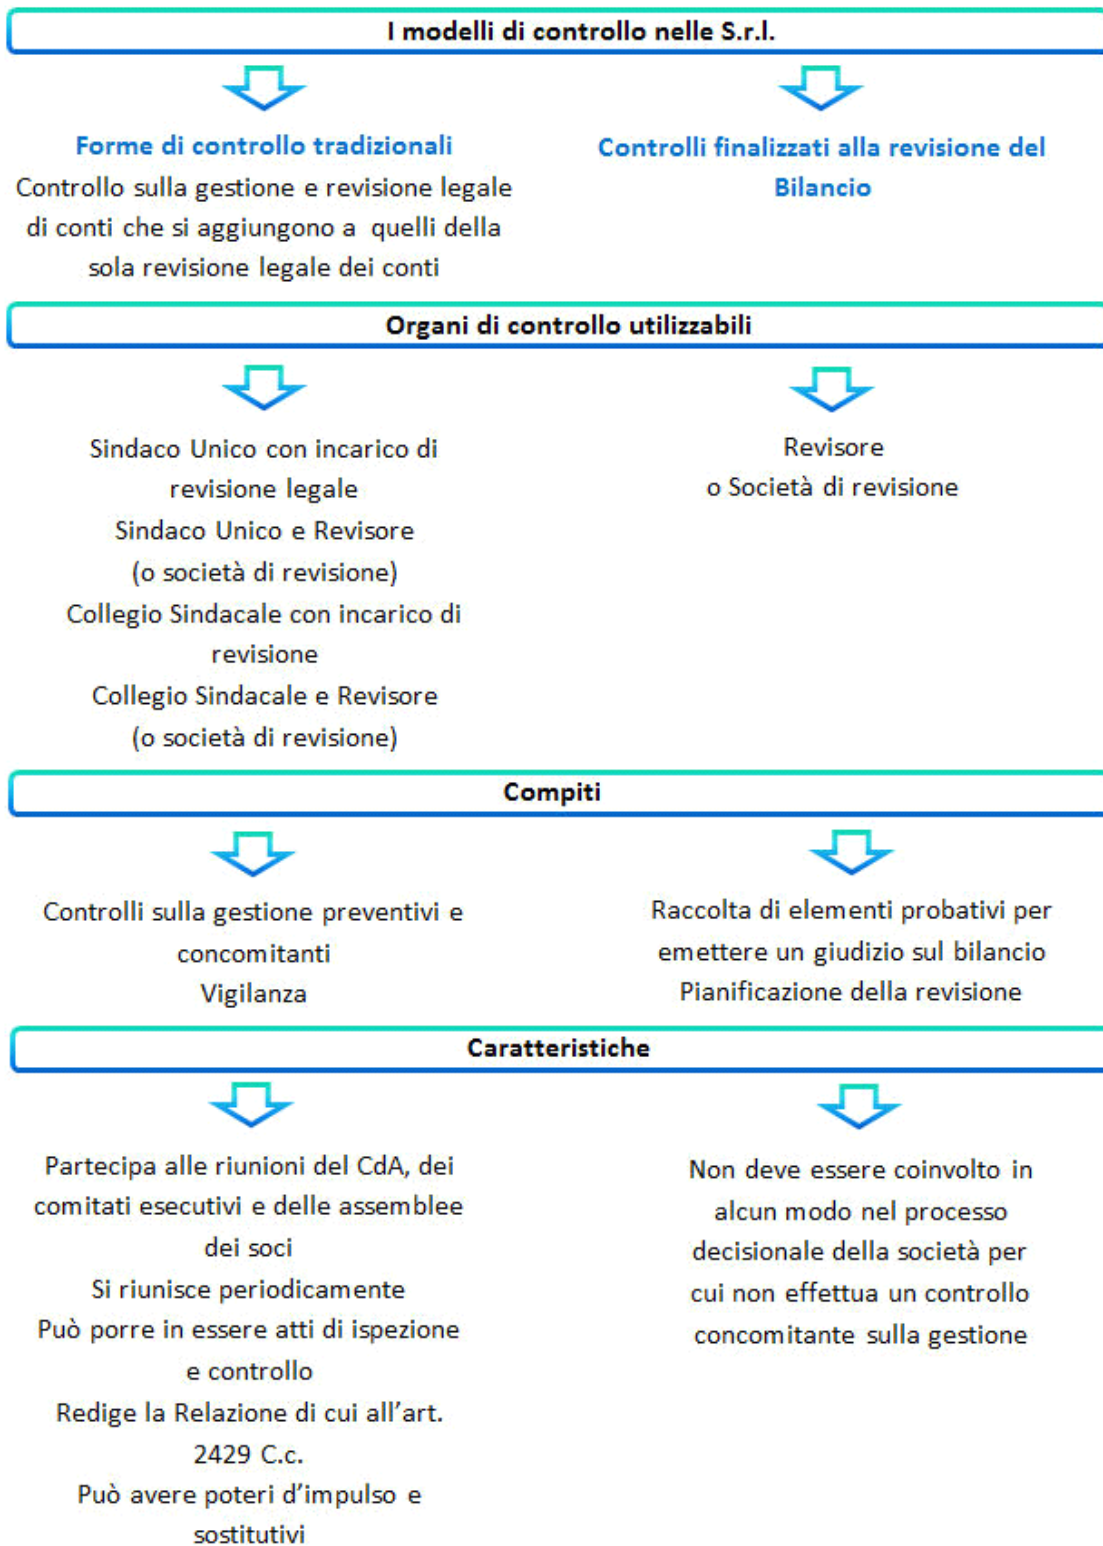 I modelli di controllo nelle S.r.l.
Forme di controllo tradizionali
Controllo sulla gestione e revisione legale
di conti che si aggiungono a quelli della
sola revisione legale dei conti
Controlli finalizzati alla revisione del
Bilancio
Organi di controllo utilizzabili
Sindaco Unico con incarico di
revisione legale
Sindaco Unico e Revisore
(o società di revisione)
Collegio Sindacale con incarico di
revisione
Collegio Sindacale e Revisore
(o società di revisione)
Revisore
o Società di revisione
Compiti
Controlli sulla gestione preventivi e
concomitanti
Vigilanza
Raccolta di elementi probativi per
emettere un giudizio sul bilancio
Pianificazione della revisione
Caratteristiche
Partecipa alle riunioni del CdA, dei
comitati esecutivi e delle assemblee
dei soci
Si riunisce periodicamente
Può porre in essere atti di ispezione
e controllo
Redige la Relazione di cui all'art.
2429 C.c.
Può avere poteri d'impulso e
sostitutivi
Non deve essere coinvolto in
alcun modo nel processo
decisionale della società per
cui non effettua un controllo
concomitante sulla gestione